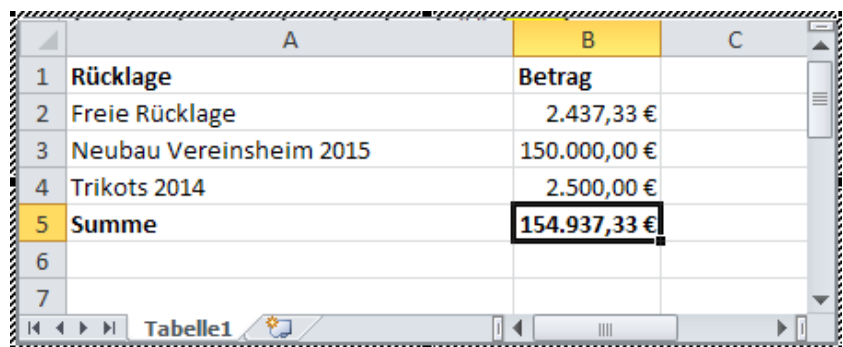 A B C
1 Rücklage Betrag
2 Freie Rücklage 2.437,33 €
3 Neubau Vereinsheim 2015 150.000,00 €
4 Trikots 2014 2.500,00 €
5 Summe 154.937,33 €
6
7
Tabelle1